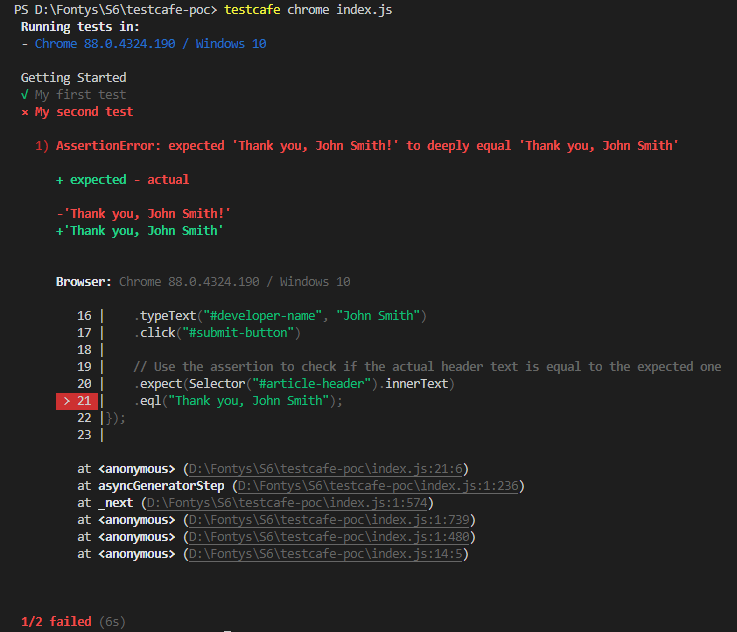 PS D:\Fontys\S6\testcafe-poc> testcafe chrome index.js
Running tests in:
- Chrome 88.0.4324.190 / Windows 10
Getting Started
√ My first test
× My second test
1) AssertionError: expected 'Thank you, John Smith!' to deeply equal 'Thank you, John Smith'
+ expected - actual
-'Thank you, John Smith!'
+'Thank you, John Smith'
Browser: Chrome 88.0.4324.190 / Windows 10
16 |    .typeText("#developer-name", "John Smith")
17 |    .click("#submit-button")
18 |
19 |    // Use the assertion to check if the actual header text is equal to the expected one
20 |    .expect(Selector("#article-header").innerText)
> 21 |    .eql("Thank you, John Smith");
22 |});
23 |
at <anonymous> (D:\Fontys\S6\testcafe-poc\index.js:21:6)
at asyncGeneratorStep (D:\Fontys\S6\testcafe-poc\index.js:1:236)
at _next (D:\Fontys\S6\testcafe-poc\index.js:1:574)
at <anonymous> (D:\Fontys\S6\testcafe-poc\index.js:1:739)
at <anonymous> (D:\Fontys\S6\testcafe-poc\index.js:1:480)
at <anonymous> (D:\Fontys\S6\testcafe-poc\index.js:14:5)
1/2 failed (6s)